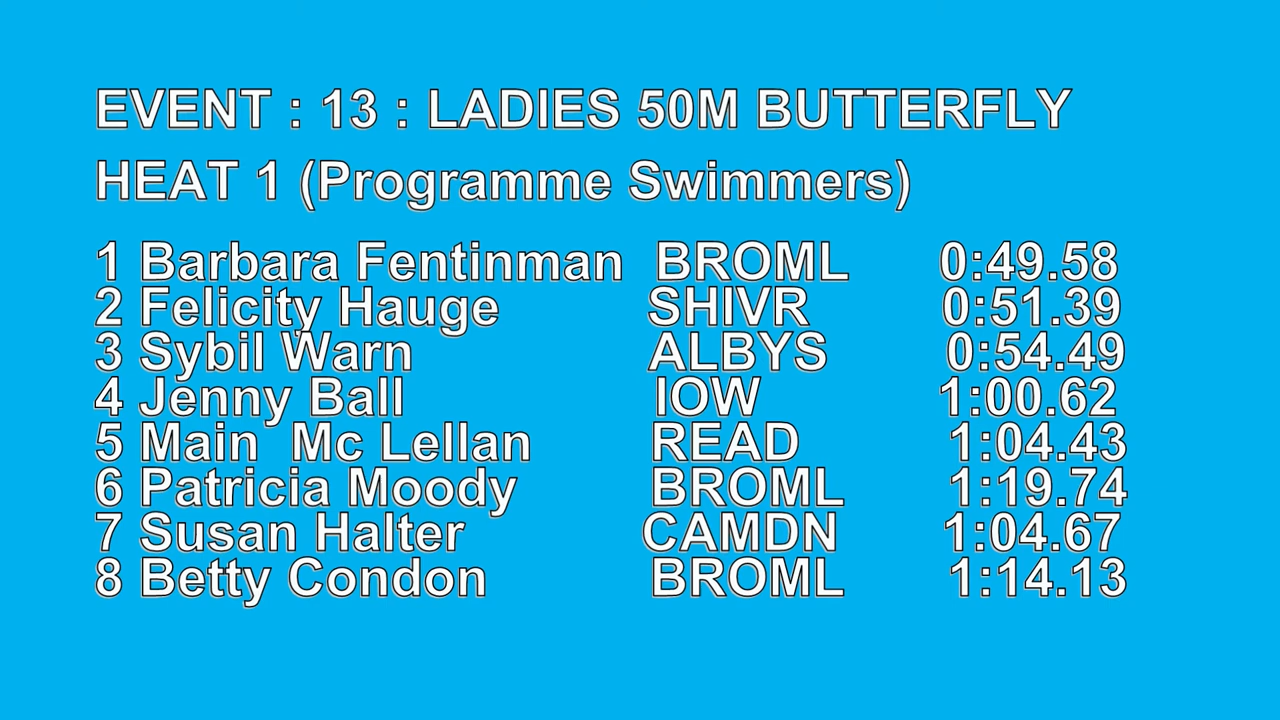 EVENT : 13 : LADIES 50M BUTTERFLY
HEAT 1 (Programme Swimmers)
1 Barbara Fentinman BROML 0:49.58
2 Felicity Hauge SHIVR 0:51.39
3 Sybil Warn ALBYS 0:54.49
4 Jenny Ball IOW 1:00.62
5 Main Mc Lellan READ 1:04.43
6 Patricia Moody BROML 1:19.74
7 Susan Halter CAMDN 1:04.67
8 Betty Condon BROML 1:14.13